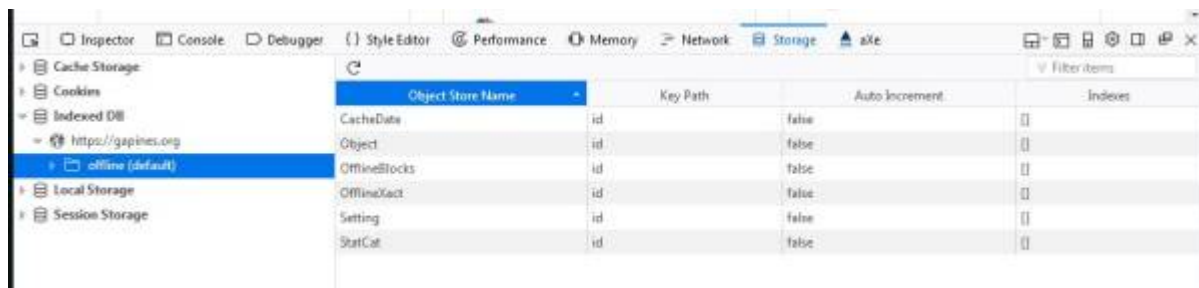 Inspector Console Debugger {} Style Editor Performance Memory Network Storage aXe
Cache Storage
Filter items
Cookies
Object Store Name Key Path Auto Increment Indexes
Indexed DB
CacheDate id false []
https://gapines.org
Object id false []
offline (default)
OfflineBlocks id false []
Local Storage
OfflineXact id false []
Session Storage
Setting id false []
StatCat id false []